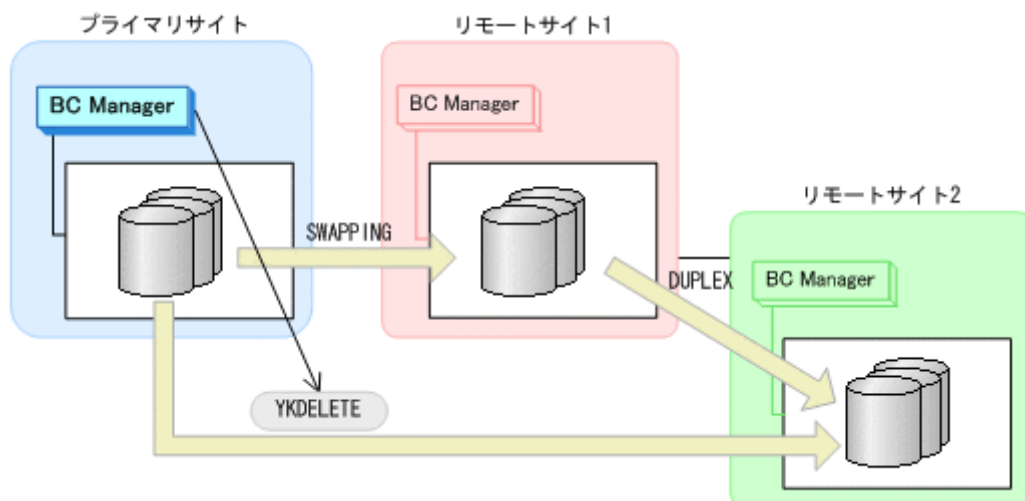 プライマリサイト
リモートサイト1
BC Manager
BC Manager
リモートサイト2
SWAPPING
DUPLEX
BC Manager
YKDELETE